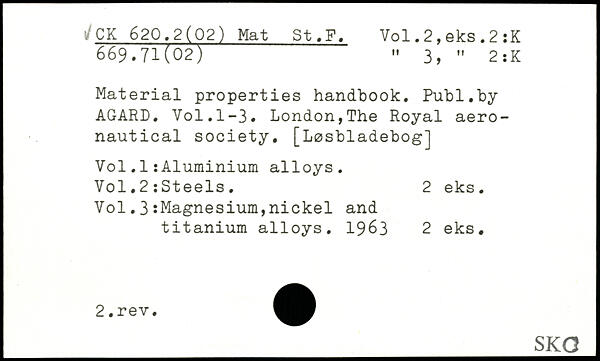 CK 620.2(02) Mat St.F. Vol.2,eks.2:K
669.71(02) " 3, " 2:K
Material properties handbook. Publ.by
AGARD. Vol.1-3. London,The Royal aero-
nautical society. [Løsbladebog]
Vol.1:Aluminium alloys.
Vol.2:Steels. 2 eks.
Vol.3:Magnesium,nickel and
titanium alloys. 1963 2 eks.
2.rev.